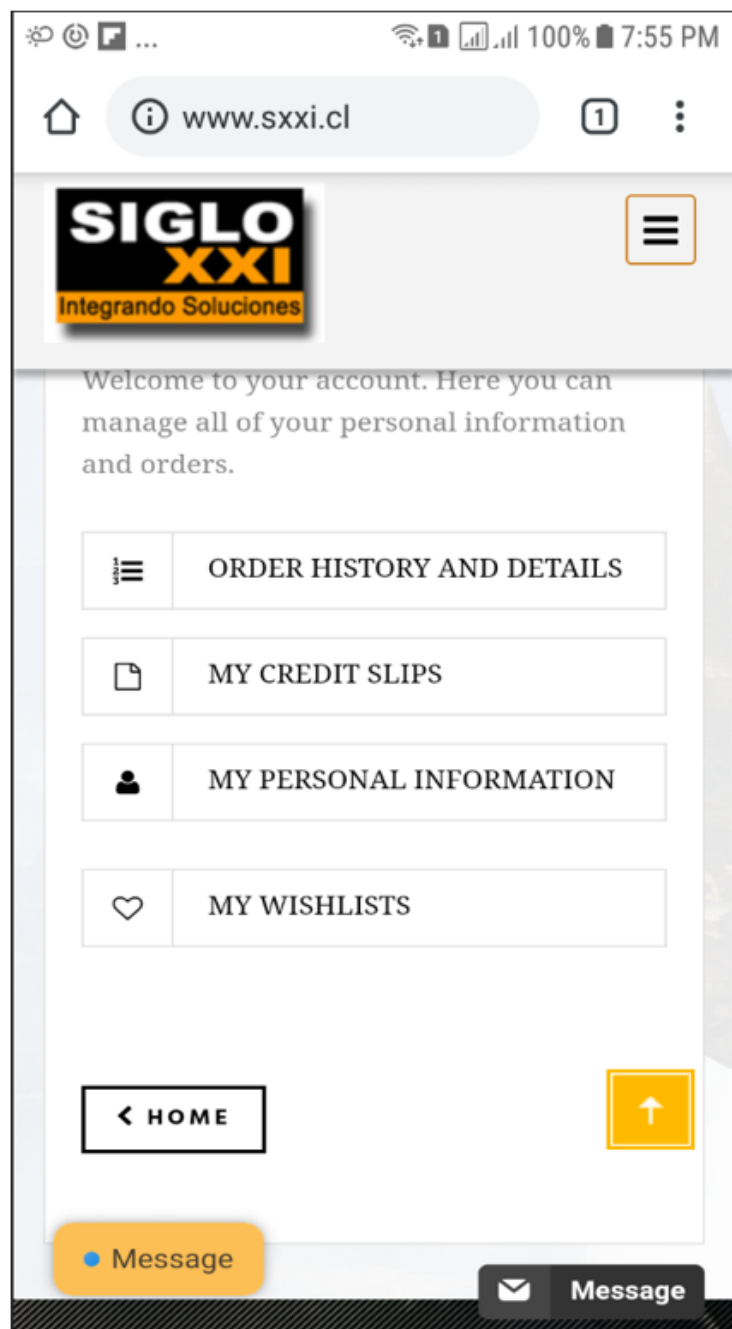 ... 1 100% 7:55 PM
www.sxxi.cl 1
SIGLO
XXI
Integrando Soluciones
Welcome to your account. Here you can
manage all of your personal information
and orders.
ORDER HISTORY AND DETAILS
MY CREDIT SLIPS
MY PERSONAL INFORMATION
MY WISHLISTS
HOME
Message
Message